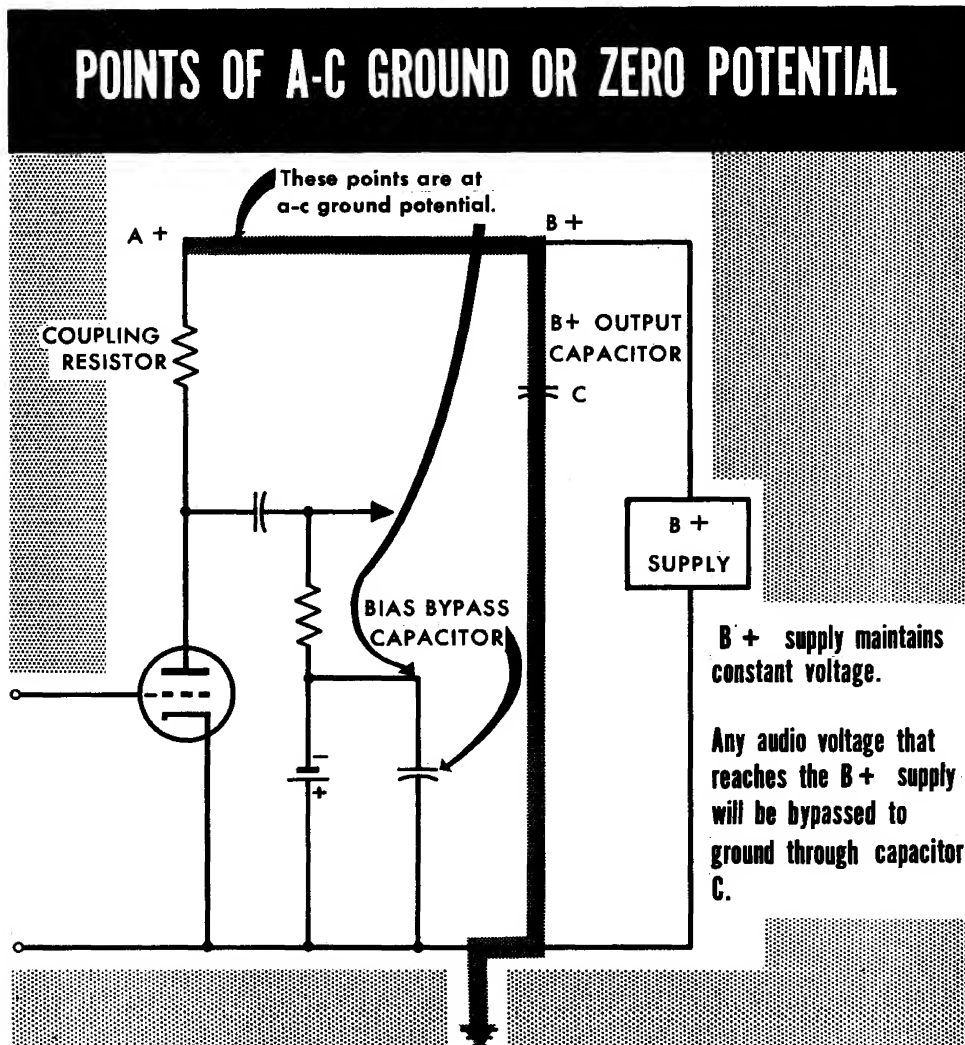 POINTS OF A-C GROUND OR ZERO POTENTIAL
These points are at
a-c ground potential.
A +
B +
COUPLING
RESISTOR
B+ OUTPUT
CAPACITOR
C
B +
SUPPLY
BIAS BYPASS
CAPACITOR
−
+
B + supply maintains
constant voltage.
Any audio voltage that
reaches the B + supply
will be bypassed to
ground through capacitor
C.